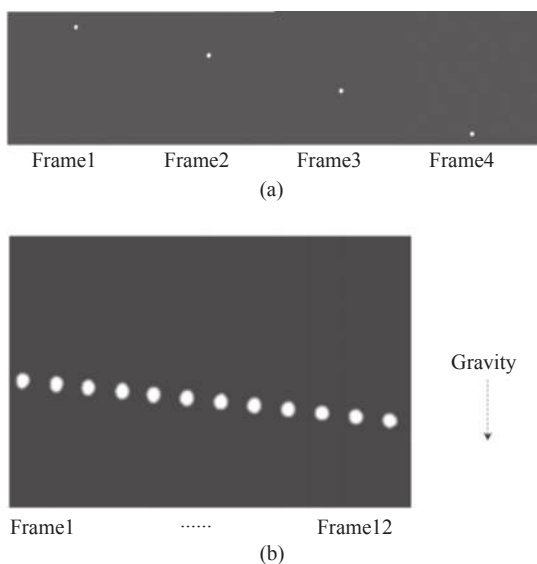 Frame1 Frame2 Frame3 Frame4
(a)
Gravity
Frame1 ...... Frame12
(b)